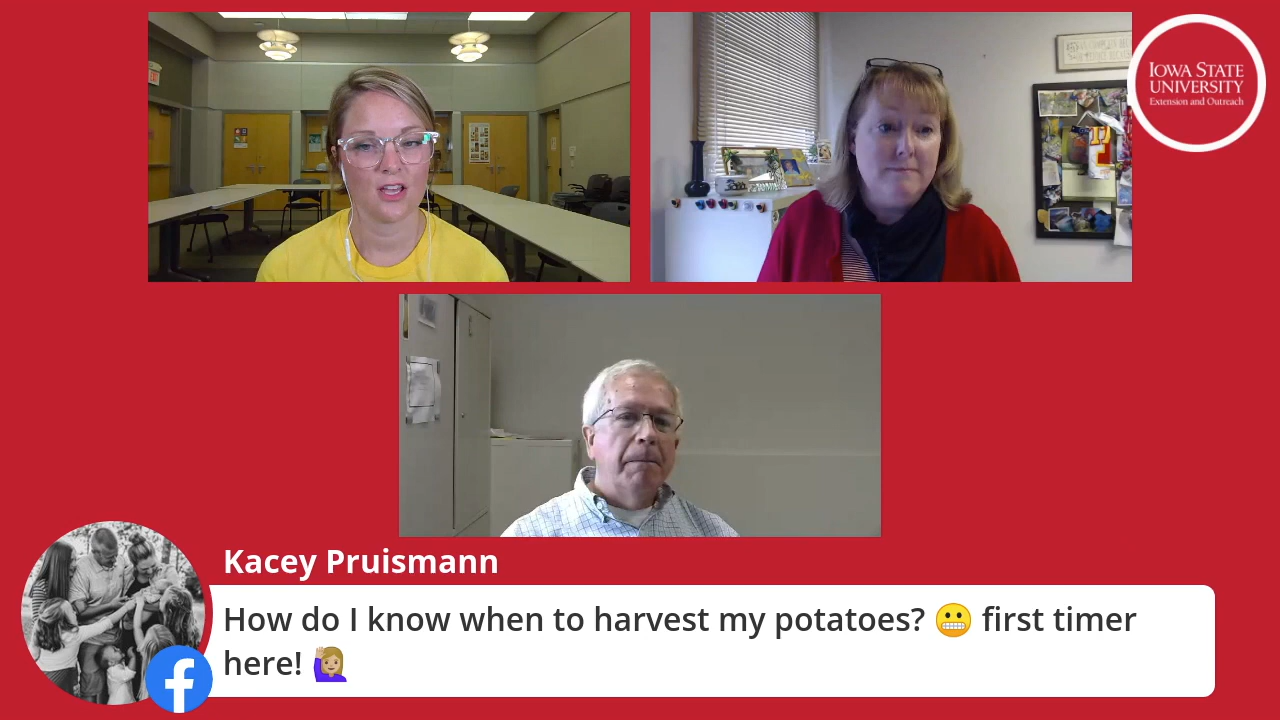 IOWA STATE
UNIVERSITY
Extension and Outreach
Kacey Pruismann
How do I know when to harvest my potatoes? 😬 first timer
here! 🙋🏼‍♀️